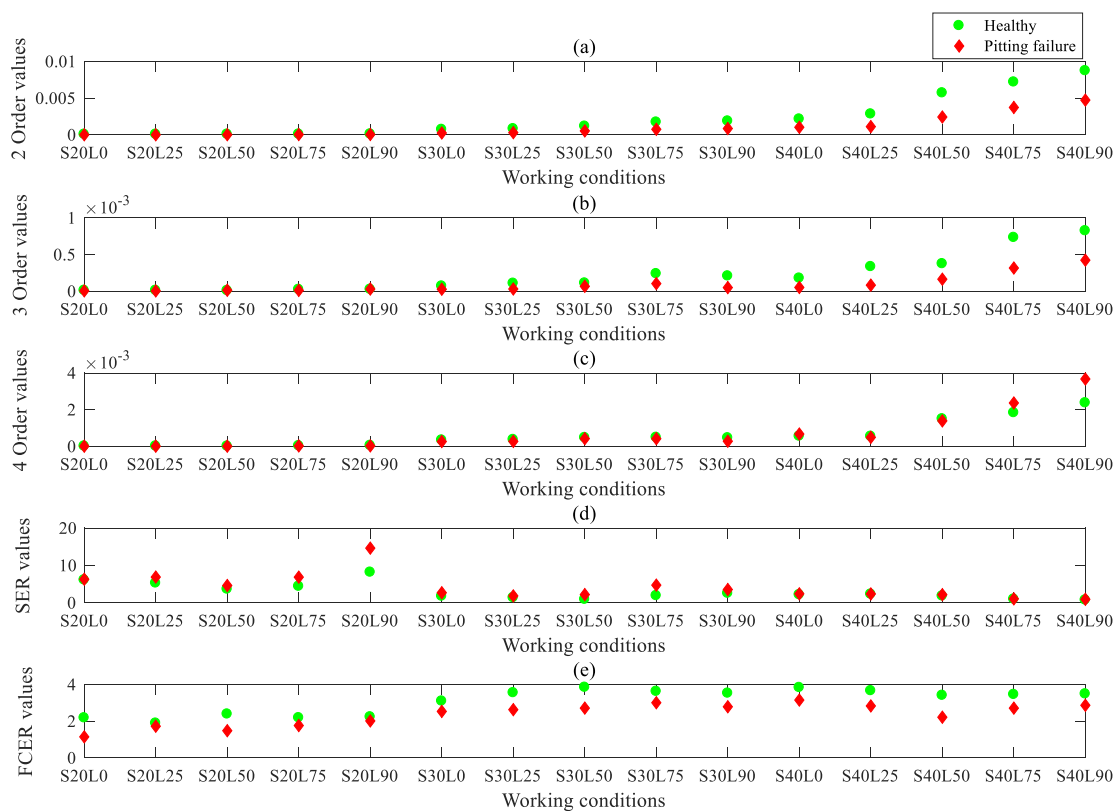 Healthy
Pitting failure
(a)
2 Order values
0.01
0.005
0
S20L0 S20L25 S20L50 S20L75 S20L90 S30L0 S30L25 S30L50 S30L75 S30L90 S40L0 S40L25 S40L50 S40L75 S40L90
Working conditions
(b)
3 Order values
×10-3
1
0.5
0
S20L0 S20L25 S20L50 S20L75 S20L90 S30L0 S30L25 S30L50 S30L75 S30L90 S40L0 S40L25 S40L50 S40L75 S40L90
Working conditions
(c)
4 Order values
×10-3
4
2
0
S20L0 S20L25 S20L50 S20L75 S20L90 S30L0 S30L25 S30L50 S30L75 S30L90 S40L0 S40L25 S40L50 S40L75 S40L90
Working conditions
(d)
SER values
20
10
0
S20L0 S20L25 S20L50 S20L75 S20L90 S30L0 S30L25 S30L50 S30L75 S30L90 S40L0 S40L25 S40L50 S40L75 S40L90
Working conditions
(e)
FCER values
4
2
0
S20L0 S20L25 S20L50 S20L75 S20L90 S30L0 S30L25 S30L50 S30L75 S30L90 S40L0 S40L25 S40L50 S40L75 S40L90
Working conditions